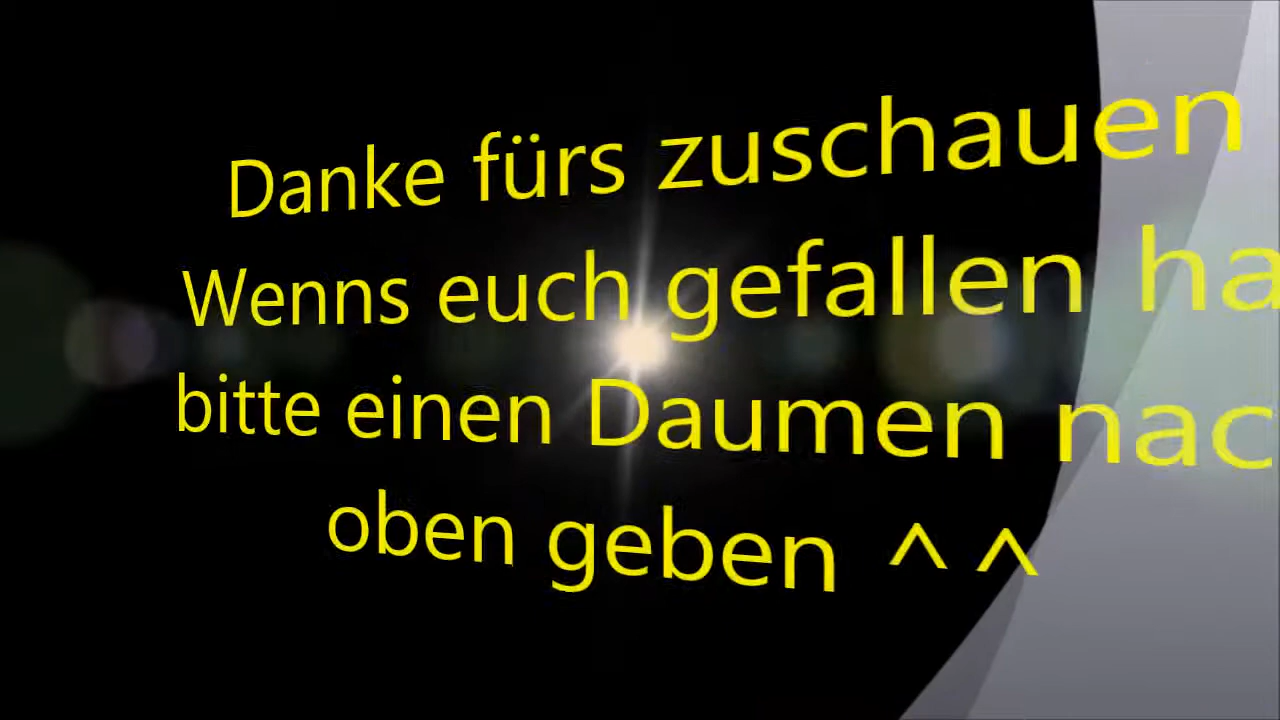 Danke fürs zuschauen
Wenns euch gefallen ha
bitte einen Daumen nac
oben geben ^^